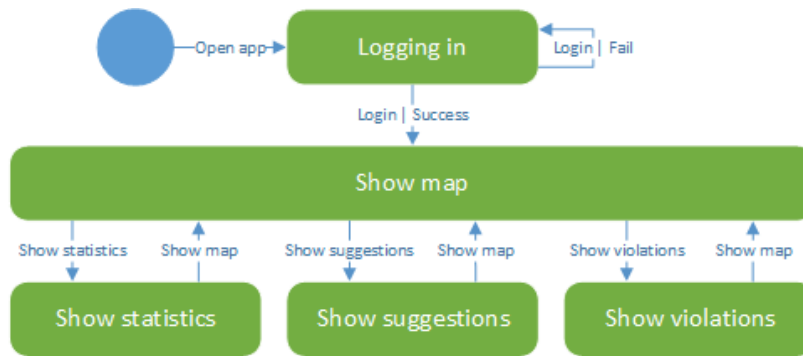 Open app
Logging in
Login | Fail
Login | Success
Show map
Show statistics
Show map
Show suggestions
Show map
Show violations
Show map
Show statistics
Show suggestions
Show violations